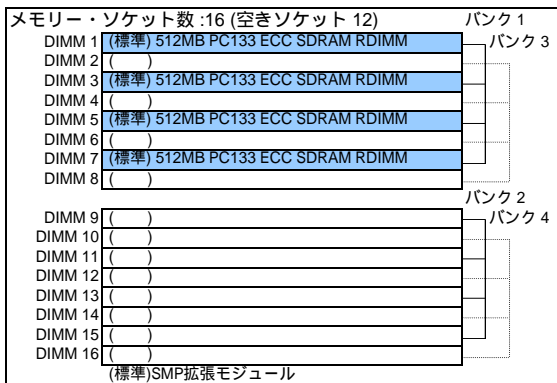 メモリー・ソケット数 :16 (空きソケット 12) バンク 1
DIMM 1 (標準) 512MB PC133 ECC SDRAM RDIMM バンク 3
DIMM 2 ( )
DIMM 3 (標準) 512MB PC133 ECC SDRAM RDIMM
DIMM 4 ( )
DIMM 5 (標準) 512MB PC133 ECC SDRAM RDIMM
DIMM 6 ( )
DIMM 7 (標準) 512MB PC133 ECC SDRAM RDIMM
DIMM 8 ( )
バンク 2
DIMM 9 ( ) バンク 4
DIMM 10 ( )
DIMM 11 ( )
DIMM 12 ( )
DIMM 13 ( )
DIMM 14 ( )
DIMM 15 ( )
DIMM 16 ( )
(標準)SMP拡張モジュール